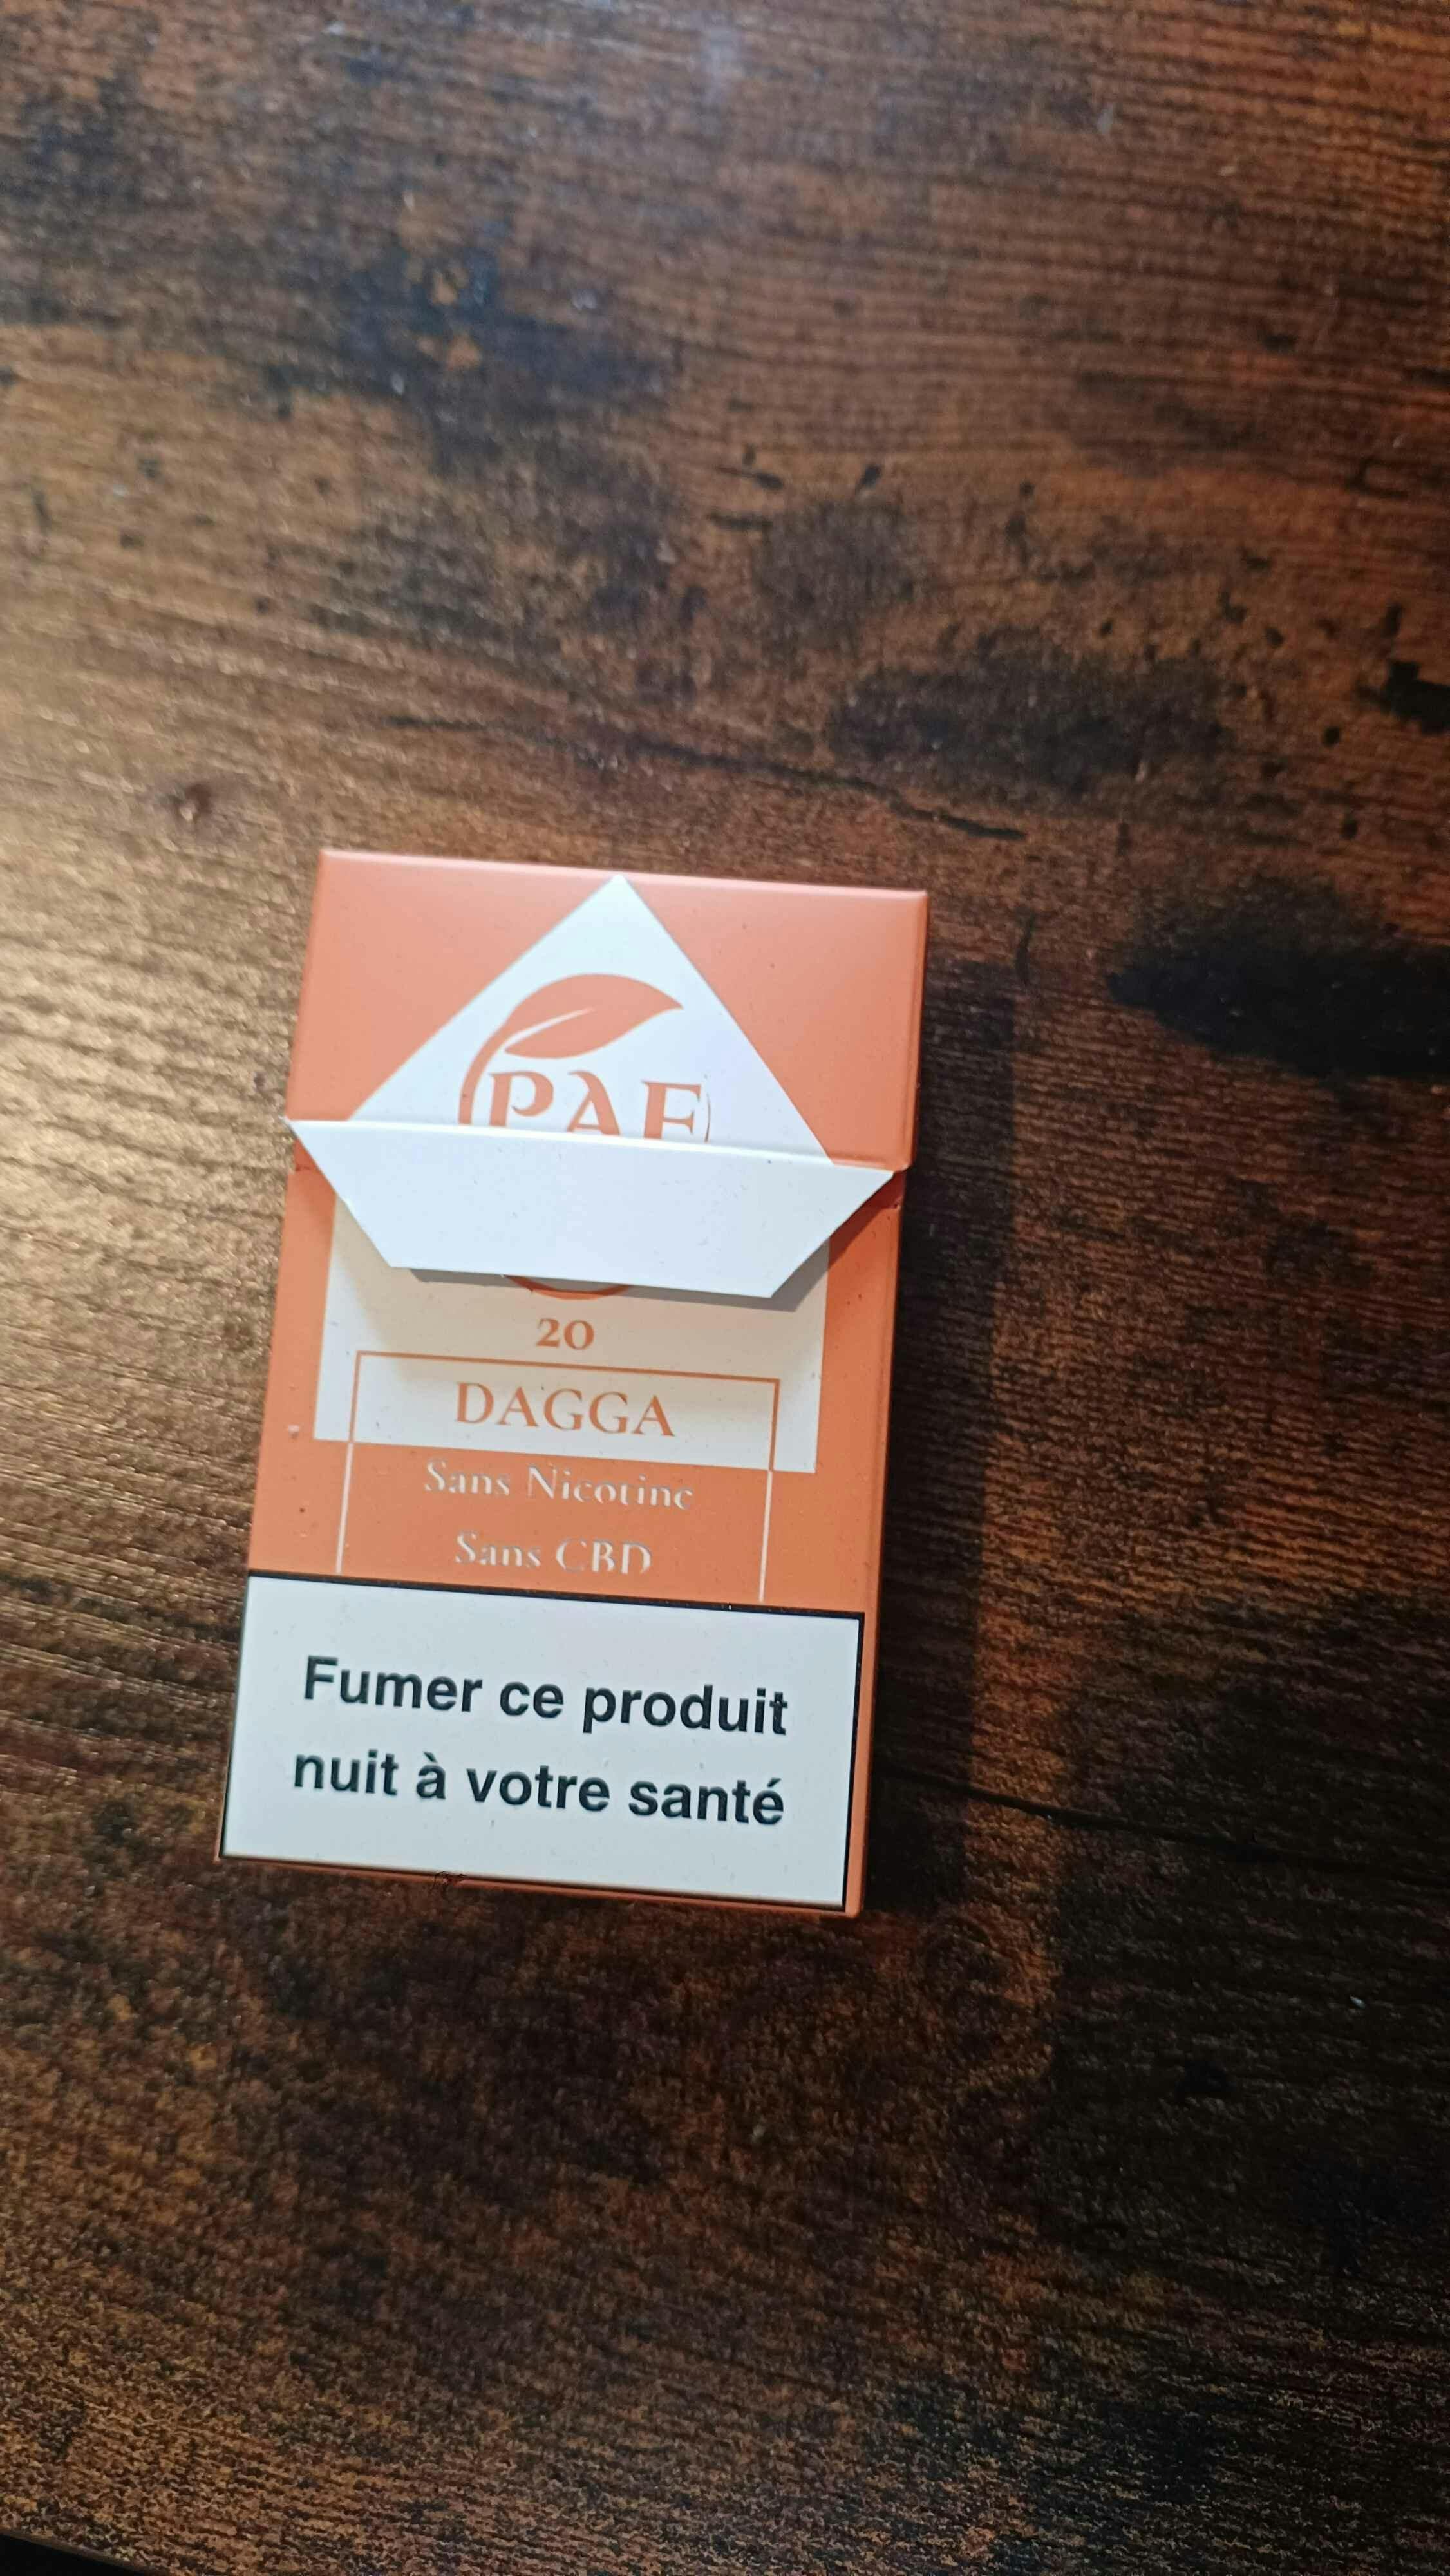 20
DAGGA
Sans Nicotine
Sans CBD
Fumer ce produit
nuit à votre santé